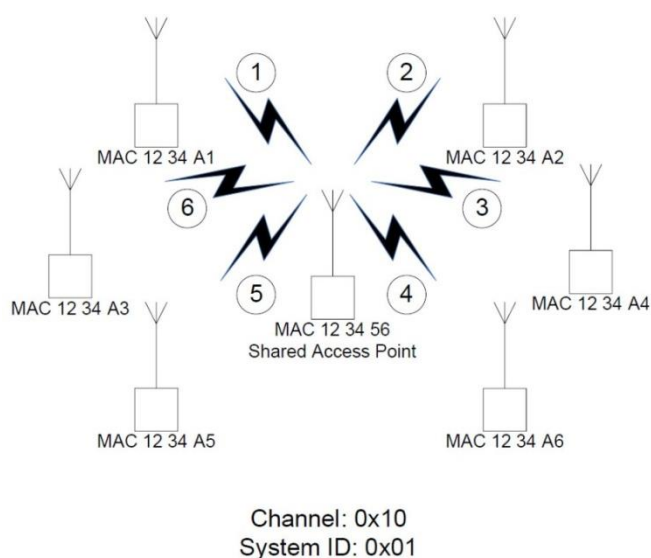 1
2
MAC 12 34 A1
MAC 12 34 A2
6
3
MAC 12 34 A3
5
4
MAC 12 34 A4
MAC 12 34 56
Shared Access Point
MAC 12 34 A5
MAC 12 34 A6
Channel: 0x10
System ID: 0x01